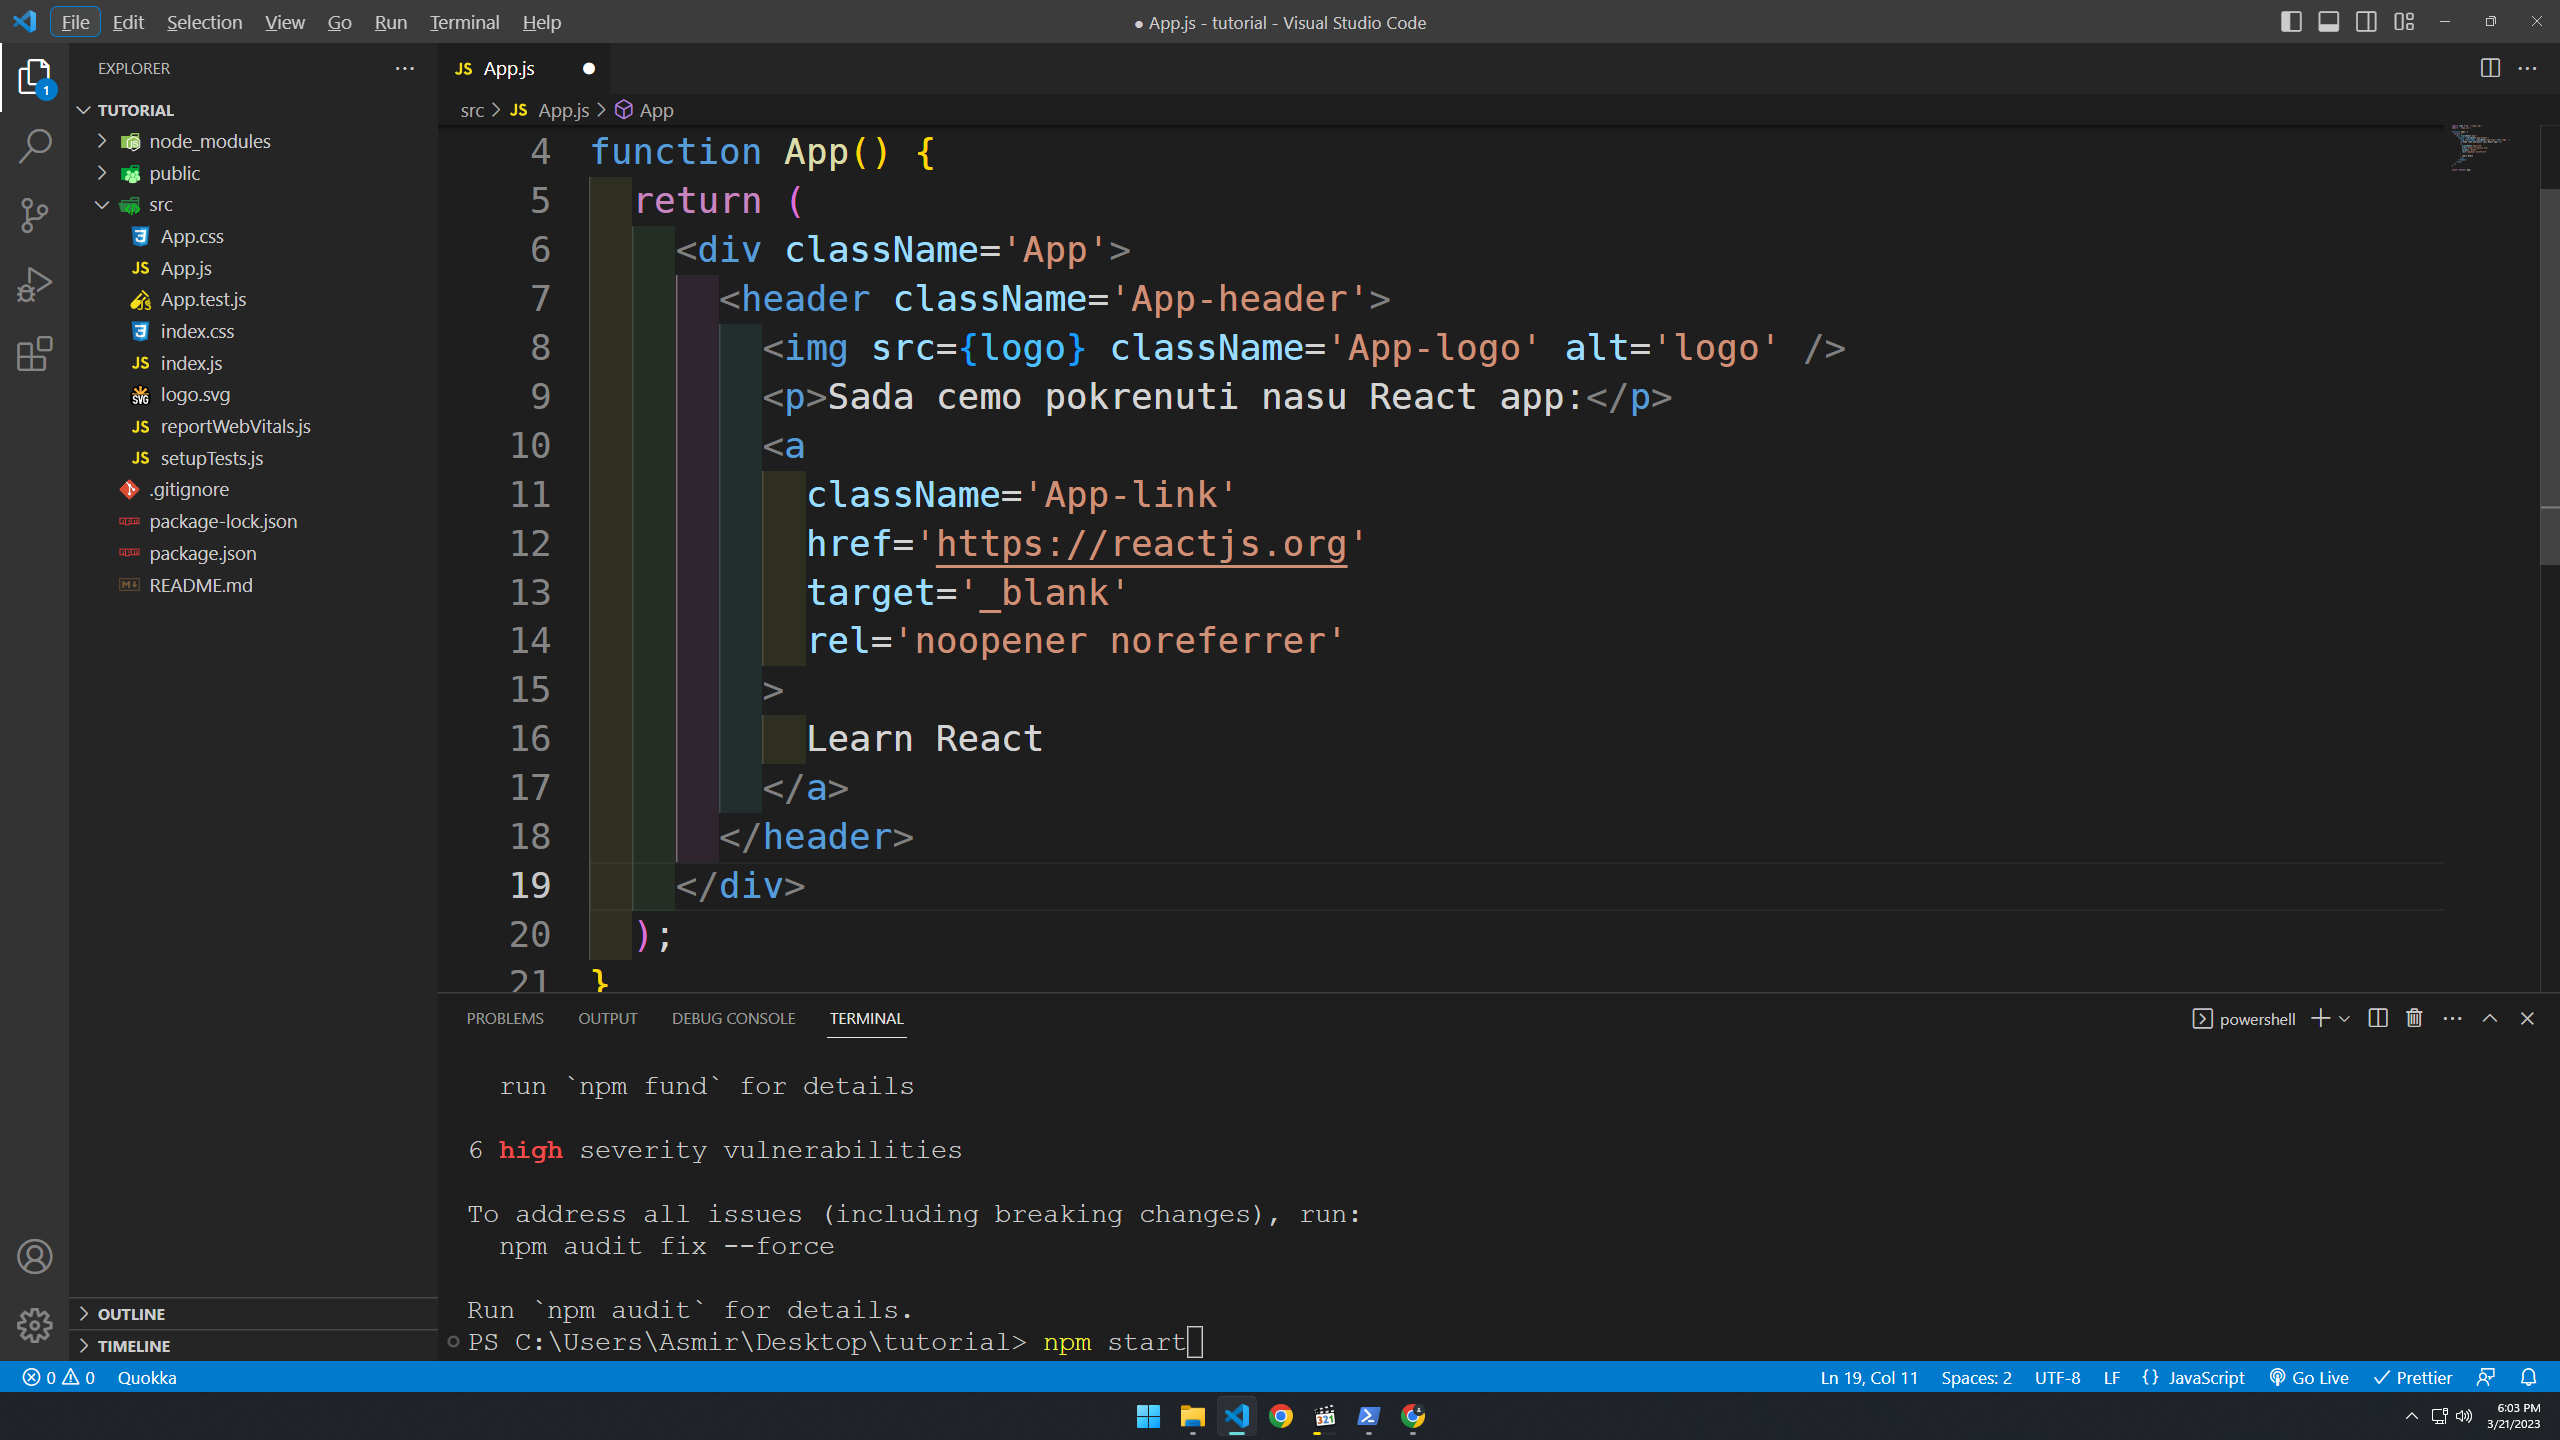 File Edit Selection View Go Run Terminal Help
● App.js - tutorial - Visual Studio Code
1
EXPLORER
TUTORIAL
node_modules
public
src
App.css
App.js
App.test.js
index.css
index.js
logo.svg
reportWebVitals.js
setupTests.js
.gitignore
package-lock.json
package.json
README.md
OUTLINE
TIMELINE
JS App.js
src > JS App.js > App
4 function App() {
5 return (
6 <div className='App'>
7 <header className='App-header'>
8 <img src={logo} className='App-logo' alt='logo' />
9 <p>Sada cemo pokrenuti nasu React app:</p>
10 <a
11 className='App-link'
12 href='https://reactjs.org'
13 target='_blank'
14 rel='noopener noreferrer'
15 >
16 Learn React
17 </a>
18 </header>
19 </div>
20 );
21 }
PROBLEMS OUTPUT DEBUG CONSOLE TERMINAL
powershell
run `npm fund` for details
6 high severity vulnerabilities
To address all issues (including breaking changes), run:
npm audit fix --force
Run `npm audit` for details.
PS C:\Users\Asmir\Desktop\tutorial> npm start
0 0 Quokka
Ln 19, Col 11 Spaces: 2 UTF-8 LF {} JavaScript Go Live Prettier
6:03 PM
3/21/2023